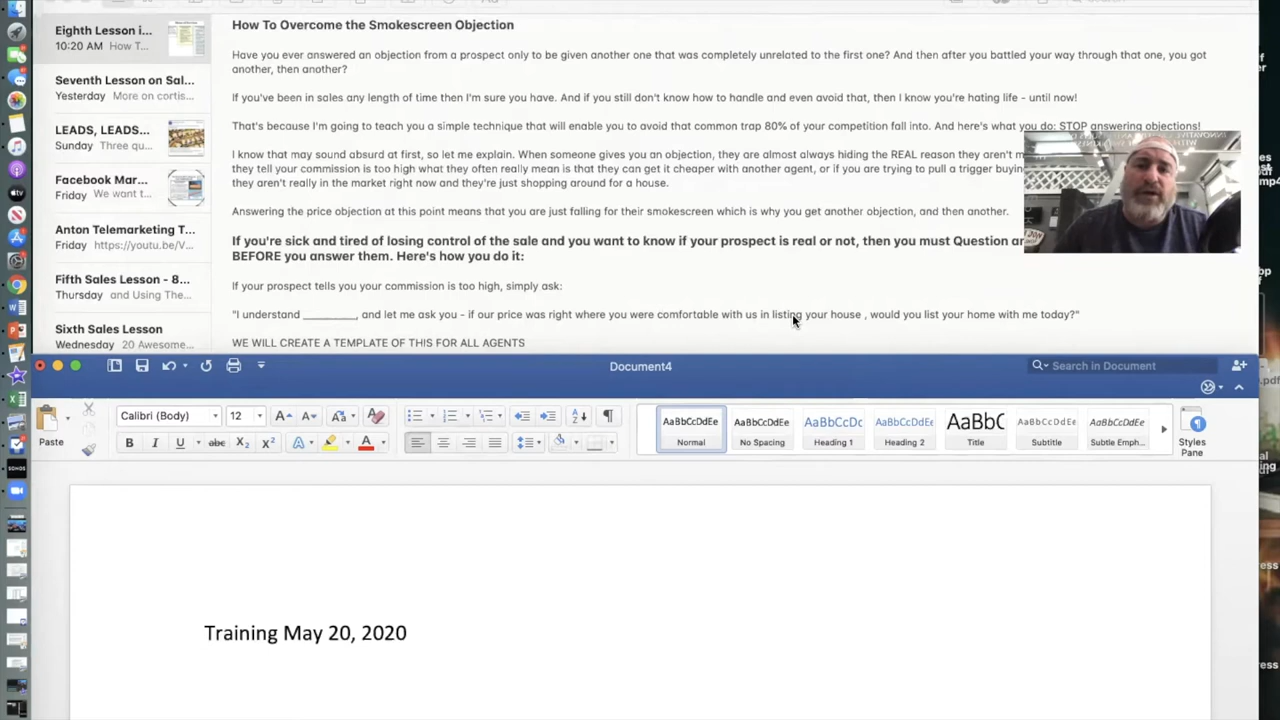 Eighth Lesson i...
10:20 AM How T...
Seventh Lesson on Sal...
Yesterday More on cortis...
LEADS, LEADS...
Sunday Three qu...
Facebook Mar...
Friday We want t...
Anton Telemarketing T...
Friday https://youtu.be/V...
Fifth Sales Lesson - 8...
Thursday and Using The...
Sixth Sales Lesson
Wednesday 20 Awesome...
How To Overcome the Smokescreen Objection
Have you ever answered an objection from a prospect only to be given another one that was completely unrelated to the first one? And then after you battled your way through that one, you got
another, then another?
If you've been in sales any length of time then I'm sure you have. And if you still don't know how to handle and even avoid that, then I know you're hating life - until now!
That's because I'm going to teach you a simple technique that will enable you to avoid that common trap 80% of your competition fall into. And here's what you do: STOP answering objections!
I know that may sound absurd at first, so let me explain. When someone gives you an objection, they are almost always hiding the REAL reason they aren't
they tell your commission is too high what they often really mean is that they can get it cheaper with another agent, or if you are trying to pull a trigger
they aren't really in the market right now and they're just shopping around for a house.
Answering the price objection at this point means that you are just falling for their smokescreen which is why you get another objection, and then another.
If you're sick and tired of losing control of the sale and you want to know if your prospect is real or not, then you must Question
BEFORE you answer them. Here's how you do it:
If your prospect tells you your commission is too high, simply ask:
"I understand __________, and let me ask you - if our price was right where you were comfortable with us in listing your house , would you list your home with me today?"
WE WILL CREATE A TEMPLATE OF THIS FOR ALL AGENTS
Document4
Search in Document
Paste
Calibri (Body) 12
AaBbCcDdEe AaBbCcDdEe AaBbCcDc AaBbCcDdEe AaBbC AaBbCcDdEe AaBbCcDdEe
Normal No Spacing Heading 1 Heading 2 Title Subtitle Subtle Emph... Styles
Pane
Training May 20, 2020